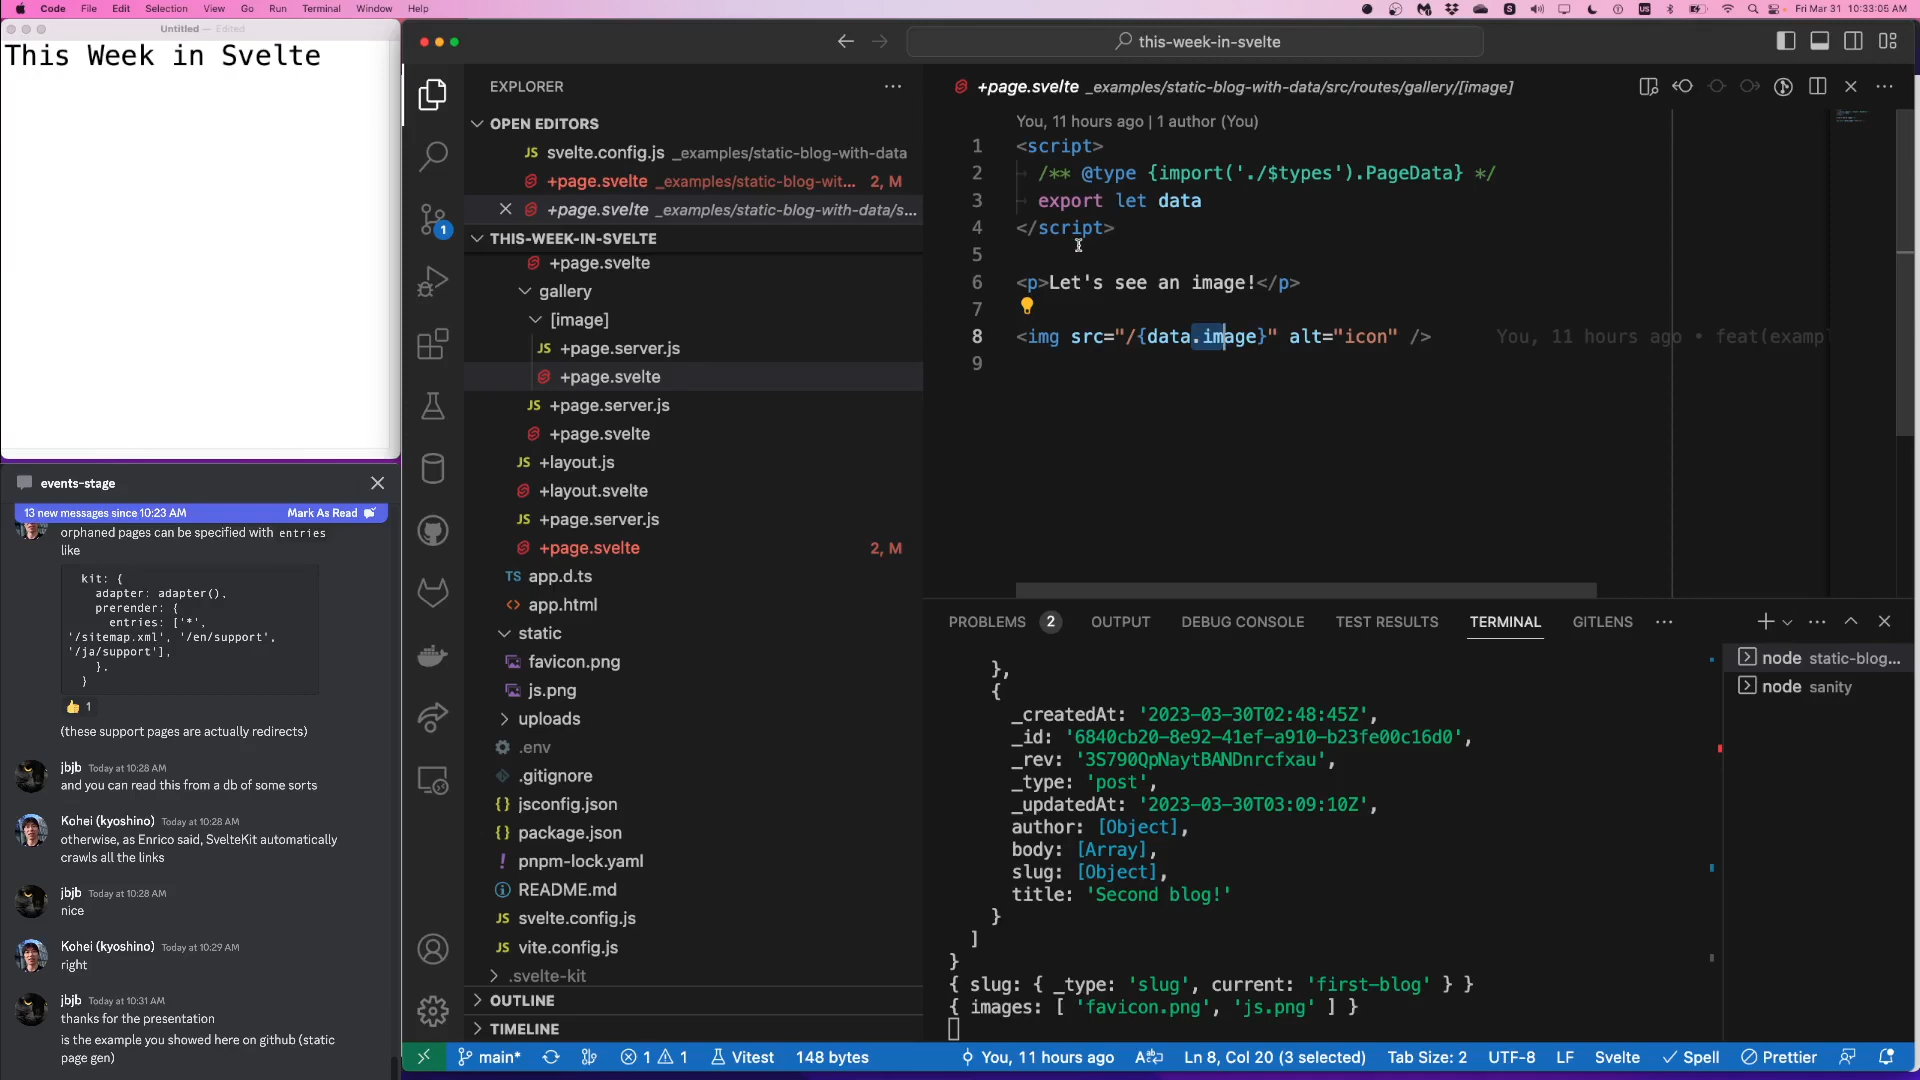 Code File Edit Selection View Go Run Terminal Window Help
Fri Mar 31 10:33:05 AM
Untitled — Edited
This Week in Svelte
events-stage
13 new messages since 10:23 AM Mark As Read
orphaned pages can be specified with entries
like
kit: {
adapter: adapter(),
prerender: {
entries: ['*',
'/sitemap.xml', '/en/support',
'/ja/support'],
},
}
👍 1
(these support pages are actually redirects)
jbjb Today at 10:28 AM
and you can read this from a db of some sorts
Kohei (kyoshino) Today at 10:28 AM
otherwise, as Enrico said, SvelteKit automatically
crawls all the links
jbjb Today at 10:28 AM
nice
Kohei (kyoshino) Today at 10:29 AM
right
jbjb Today at 10:31 AM
thanks for the presentation
is the example you showed here on github (static
page gen)
this-week-in-svelte
EXPLORER
OPEN EDITORS
JS svelte.config.js _examples/static-blog-with-data
+page.svelte _examples/static-blog-wit... 2, M
+page.svelte _examples/static-blog-with-data/s...
THIS-WEEK-IN-SVELTE
+page.svelte
gallery
[image]
JS +page.server.js
+page.svelte
JS +page.server.js
+page.svelte
JS +layout.js
+layout.svelte
JS +page.server.js
+page.svelte 2, M
TS app.d.ts
<> app.html
static
favicon.png
js.png
uploads
.env
.gitignore
{} jsconfig.json
{} package.json
! pnpm-lock.yaml
README.md
JS svelte.config.js
JS vite.config.js
.svelte-kit
OUTLINE
TIMELINE
1
+page.svelte _examples/static-blog-with-data/src/routes/gallery/[image]
You, 11 hours ago | 1 author (You)
1 <script>
2 /** @type {import('./$types').PageData} */
3 export let data
4 </script>
5
6 <p>Let's see an image!</p>
7
8 <img src="/{data.image}" alt="icon" /> You, 11 hours ago • feat(exampl
9
PROBLEMS 2 OUTPUT DEBUG CONSOLE TEST RESULTS TERMINAL GITLENS
},
{
_createdAt: '2023-03-30T02:48:45Z',
_id: '6840cb20-8e92-41ef-a910-b23fe00c16d0',
_rev: '3S790QpNaytBANDnrcfxau',
_type: 'post',
_updatedAt: '2023-03-30T03:09:10Z',
author: [Object],
body: [Array],
slug: [Object],
title: 'Second blog!'
}
]
}
{ slug: { _type: 'slug', current: 'first-blog' } }
{ images: [ 'favicon.png', 'js.png' ] }
node static-blog...
node sanity
main* 1 1 Vitest 148 bytes You, 11 hours ago Ln 8, Col 20 (3 selected) Tab Size: 2 UTF-8 LF Svelte Spell Prettier